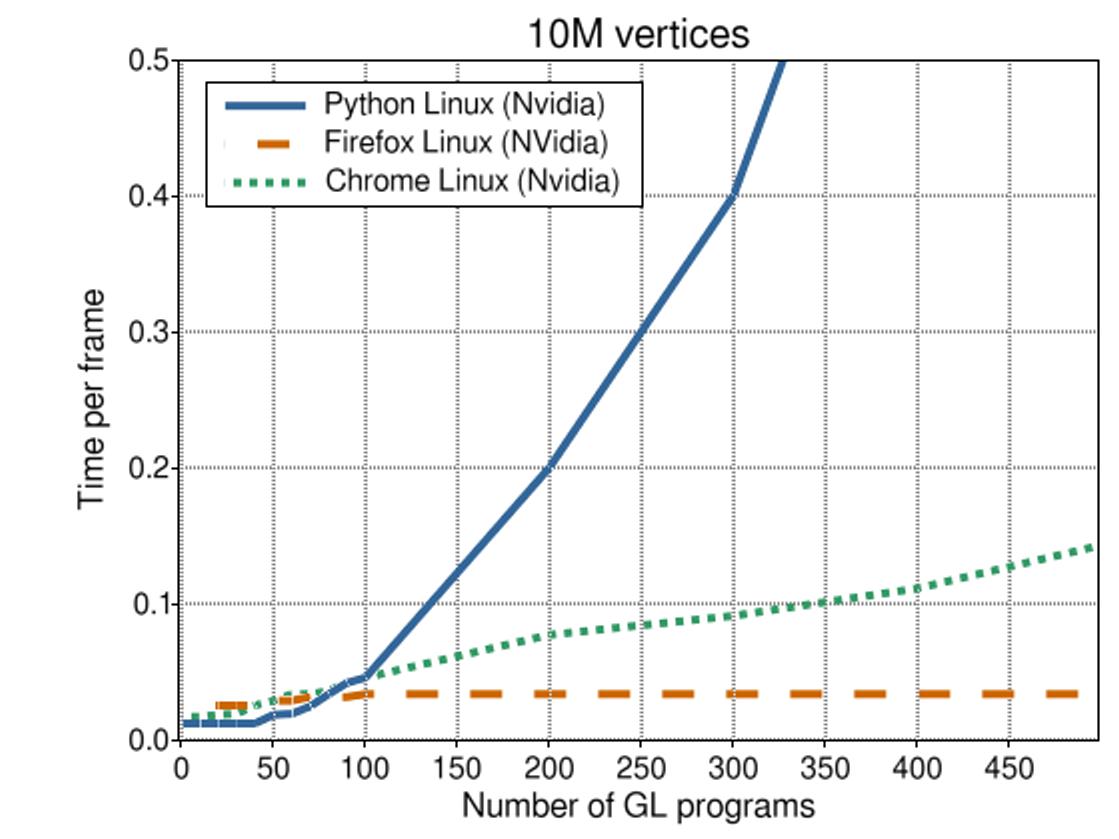 10M vertices
0.5
Python Linux (Nvidia)
Firefox Linux (NVidia)
Chrome Linux (Nvidia)
0.4
0.3
0.2
0.1
0.0
Time per frame
0 50 100 150 200 250 300 350 400 450
Number of GL programs